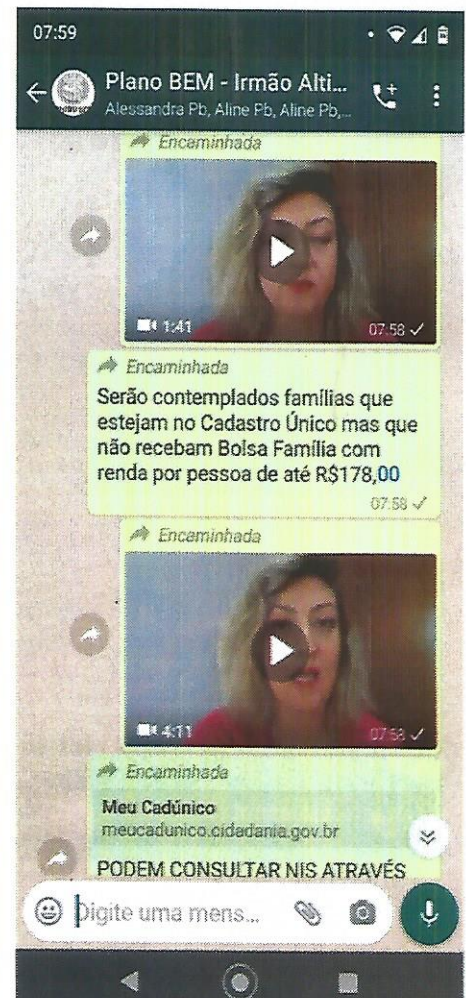 07:59
Plano BEM - Irmão Alti...
Alessandra Pb, Aline Pb, Aline Pb,...
Encaminhada
1:41
07:58
Encaminhada
Serão contemplados famílias que
estejam no Cadastro Único mas que
não recebam Bolsa Família com
renda por pessoa de até R$178,00
07:58
Encaminhada
4:11
07:58
Encaminhada
Meu Cadúnico
meucadunico.cidadania.gov.br
PODEM CONSULTAR NIS ATRAVÉS
Digite uma mens...